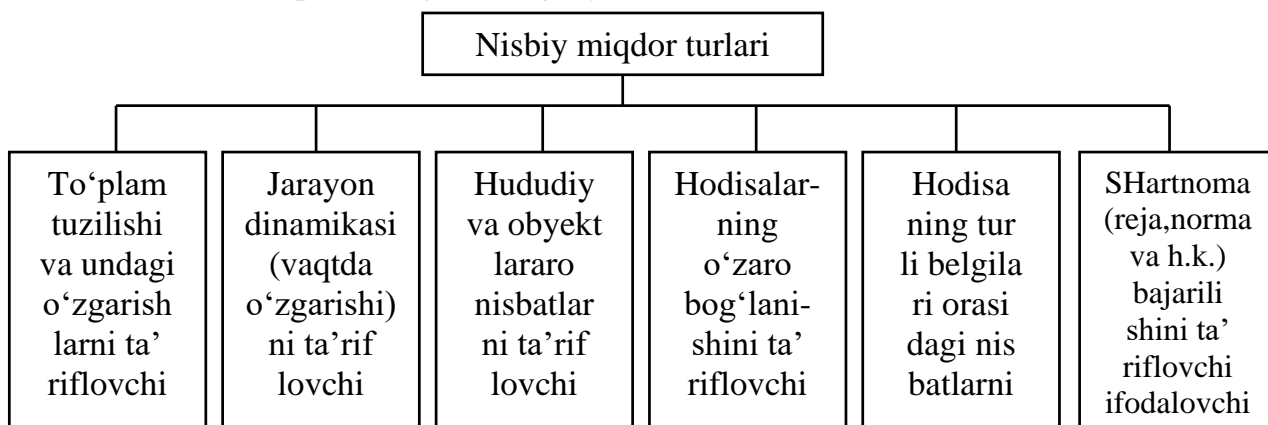 Nisbiy miqdor turlari
To‘plam
tuzilishi
va undagi
o‘zgarish
larni ta’
riflovchi
Jarayon
dinamikasi
(vaqtda
o‘zgarishi)
ni ta’rif
lovchi
Hududiy
va obyekt
lararo
nisbatlar
ni ta’rif
lovchi
Hodisalar-
ning
o‘zaro
bog‘lani-
shini ta’
riflovchi
Hodisa
ning tur
li belgila
ri orasi
dagi nis
batlarni
SHartnoma
(reja,norma
va h.k.)
bajarili
shini ta’
riflovchi
ifodalovchi